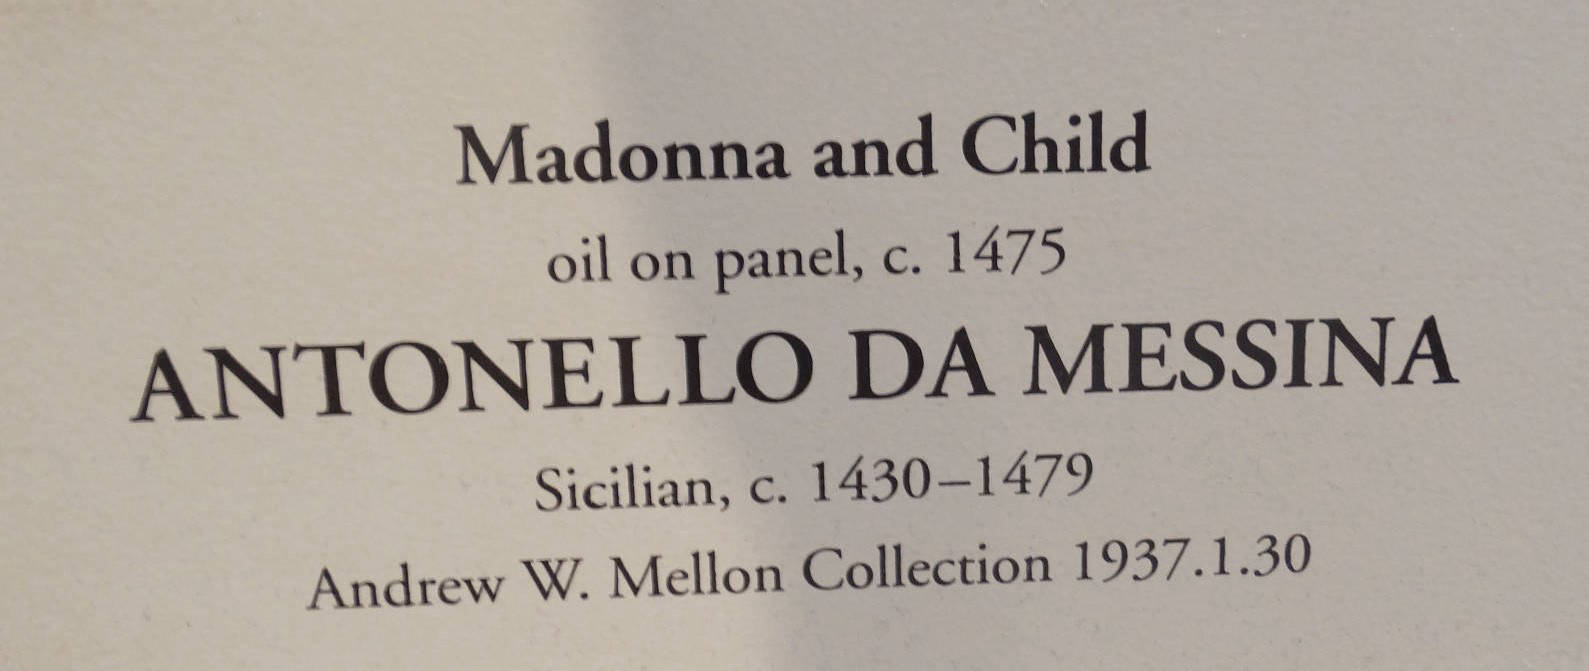 Madonna and Child
oil on panel, c. 1475
ANTONELLO DA MESSINA
Sicilian, c. 1430–1479
Andrew W. Mellon Collection 1937.1.30